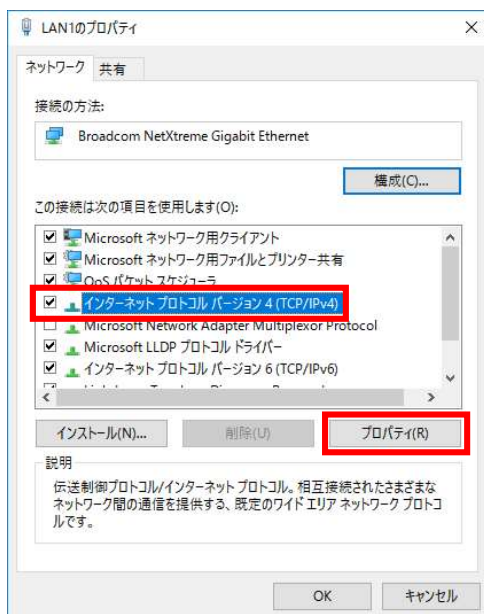 LAN1のプロパティ
ネットワーク 共有
接続の方法:
Broadcom NetXtreme Gigabit Ethernet
構成(C)...
この接続は次の項目を使用します(O):
Microsoft ネットワーク用クライアント
Microsoft ネットワーク用ファイルとプリンター共有
QoS パケット スケジューラ
インターネット プロトコル バージョン 4 (TCP/IPv4)
Microsoft Network Adapter Multiplexor Protocol
Microsoft LLDP プロトコル ドライバー
インターネット プロトコル バージョン 6 (TCP/IPv6)
インストール(N)... 削除(U) プロパティ(R)
説明
伝送制御プロトコル/インターネット プロトコル。相互接続されたさまざまな
ネットワーク間の通信を提供する、既定のワイド エリア ネットワーク プロトコ
ルです。
OK キャンセル